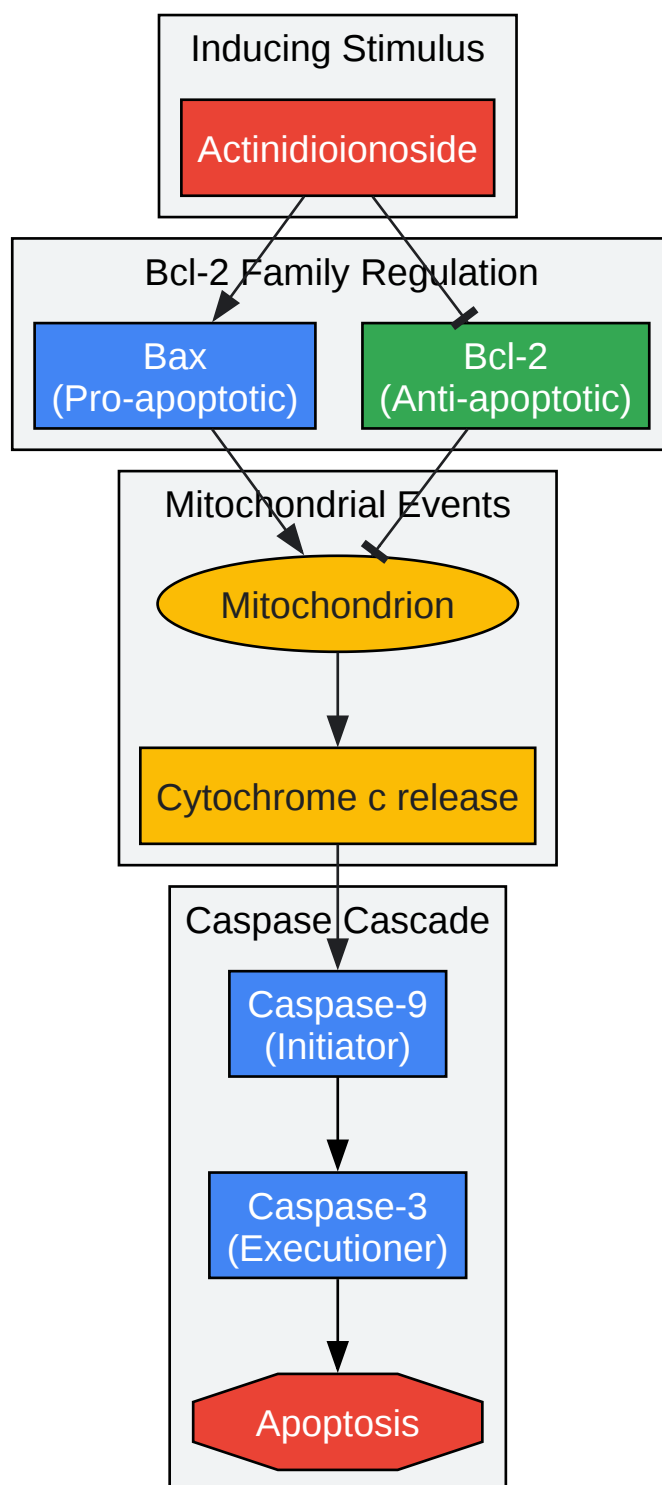 Inducing Stimulus
Actinidioionoside
Bcl-2 Family Regulation
Bax
(Pro-apoptotic)
Bcl-2
(Anti-apoptotic)
Mitochondrial Events
Mitochondrion
Cytochrome c release
Caspase Cascade
Caspase-9
(Initiator)
Caspase-3
(Executioner)
Apoptosis